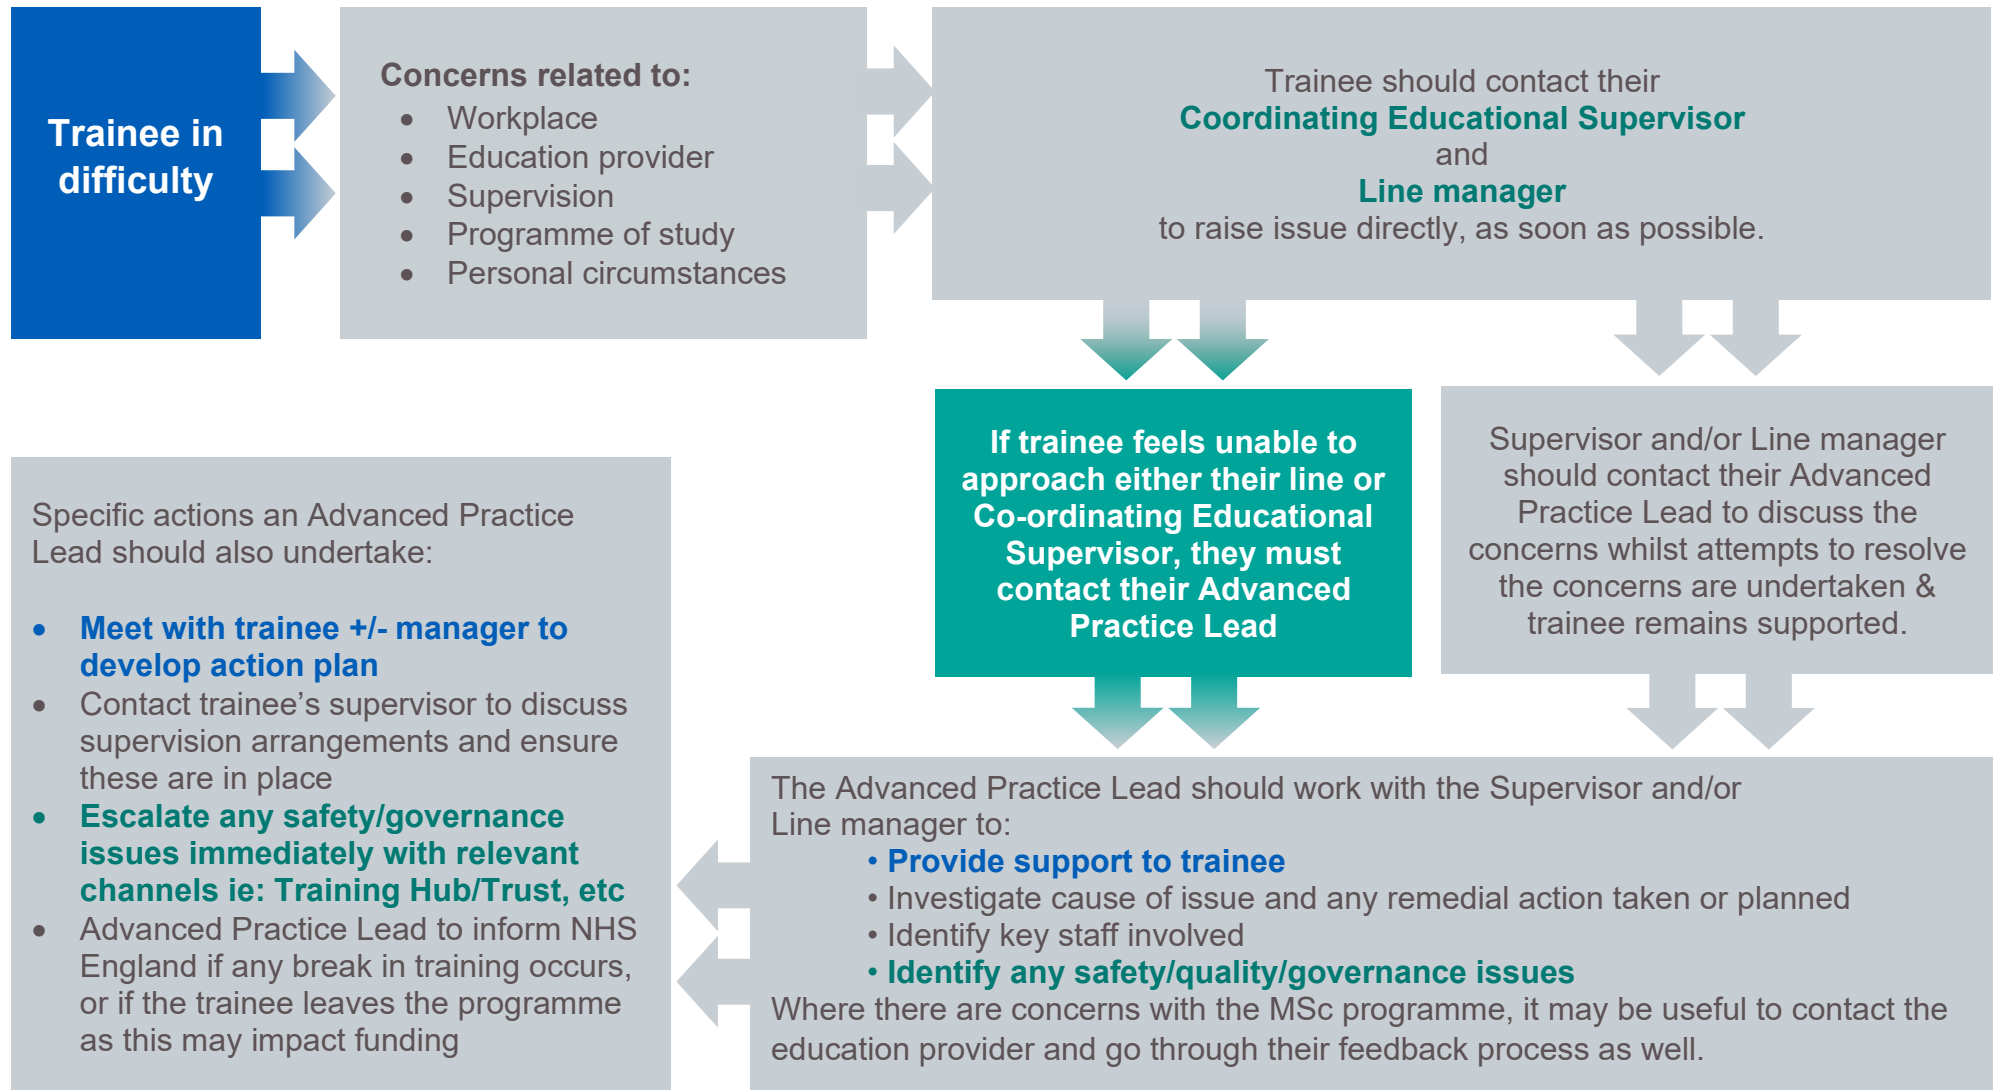 Trainee in
difficulty
Concerns related to:
• Workplace
• Education provider
• Supervision
• Programme of study
• Personal circumstances
Trainee should contact their
Coordinating Educational Supervisor
and
Line manager
to raise issue directly, as soon as possible.
If trainee feels unable to
approach either their line or
Co-ordinating Educational
Supervisor, they must
contact their Advanced
Practice Lead
Supervisor and/or Line manager
should contact their Advanced
Practice Lead to discuss the
concerns whilst attempts to resolve
the concerns are undertaken &
trainee remains supported.
The Advanced Practice Lead should work with the Supervisor and/or
Line manager to:
• Provide support to trainee
• Investigate cause of issue and any remedial action taken or planned
• Identify key staff involved
• Identify any safety/quality/governance issues
Where there are concerns with the MSc programme, it may be useful to contact the
education provider and go through their feedback process as well.
Specific actions an Advanced Practice
Lead should also undertake:
• Meet with trainee +/- manager to
develop action plan
• Contact trainee’s supervisor to discuss
supervision arrangements and ensure
these are in place
• Escalate any safety/governance
issues immediately with relevant
channels ie: Training Hub/Trust, etc
• Advanced Practice Lead to inform NHS
England if any break in training occurs,
or if the trainee leaves the programme
as this may impact funding